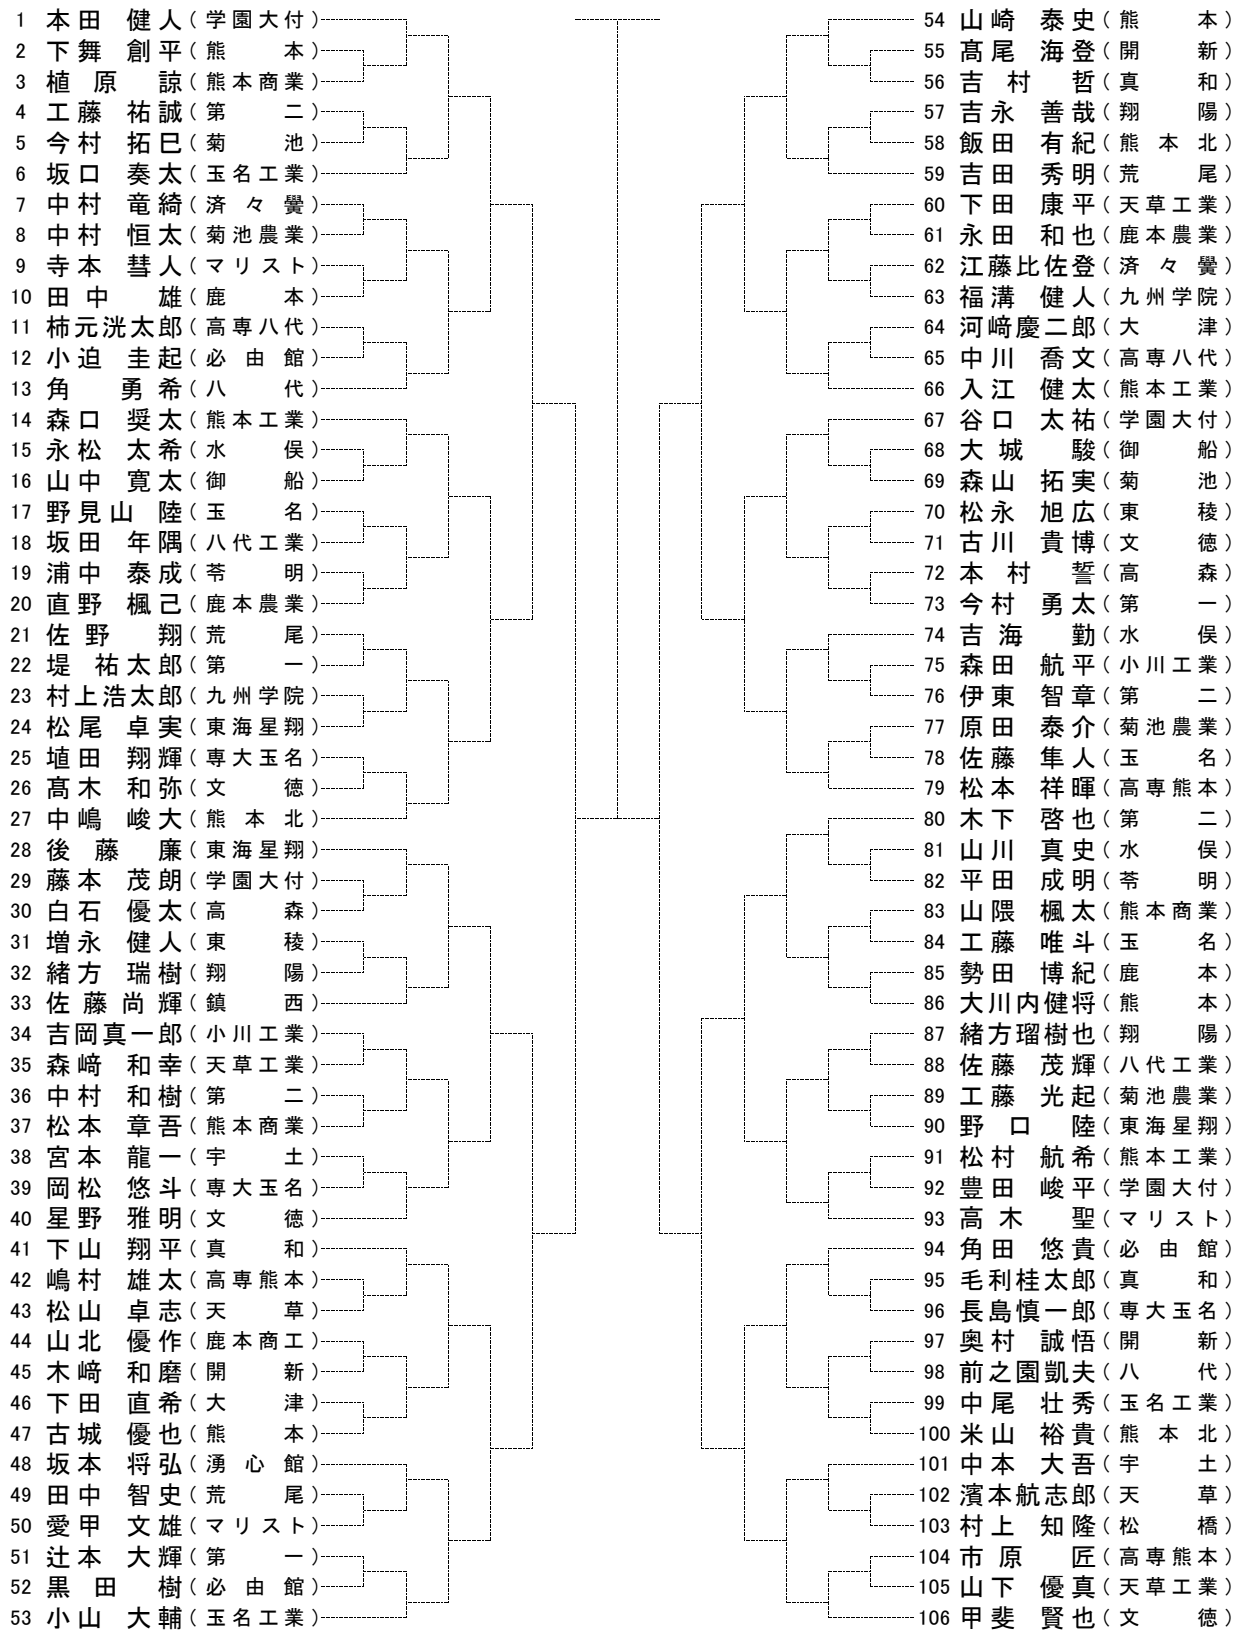 1 本田 健人(学園大付)
2 下舞 創平(熊 本)
3 植原 諒(熊本商業)
4 工藤 祐誠(第 二)
5 今村 拓巳(菊 池)
6 坂口 奏太(玉名工業)
7 中村 竜綺(済々黌)
8 中村 恒太(菊池農業)
9 寺本 彗人(マリスト)
10 田中 雄(鹿 本)
11 柿元洸太郎(高専八代)
12 小迫 圭起(必由館)
13 角 勇希(八 代)
14 森口 奨太(熊本工業)
15 永松 太希(水 俣)
16 山中 寛太(御 船)
17 野見山 陸(玉 名)
18 坂田 年隅(八代工業)
19 浦中 泰成(苓 明)
20 直野 楓己(鹿本農業)
21 佐野 翔(荒 尾)
22 堤 祐太郎(第 一)
23 村上浩太郎(九州学院)
24 松尾 卓実(東海星翔)
25 埴田 翔輝(専大玉名)
26 髙木 和弥(文 徳)
27 中嶋 峻大(熊本北)
28 後藤 廉(東海星翔)
29 藤本 茂朗(学園大付)
30 白石 優太(高 森)
31 増永 健人(東 稜)
32 緒方 瑞樹(翔 陽)
33 佐藤尚輝(鎮 西)
34 吉岡真一郎(小川工業)
35 森﨑 和幸(天草工業)
36 中村 和樹(第 二)
37 松本 章吾(熊本商業)
38 宮本 龍一(宇 土)
39 岡松 悠斗(専大玉名)
40 星野 雅明(文 徳)
41 下山 翔平(真 和)
42 嶋村 雄太(高専熊本)
43 松山 卓志(天 草)
44 山北 優作(鹿本商工)
45 木﨑 和磨(開 新)
46 下田 直希(大 津)
47 古城 優也(熊 本)
48 坂本 将弘(湧心館)
49 田中 智史(荒 尾)
50 愛甲 文雄(マリスト)
51 辻本 大輝(第 一)
52 黒田 樹(必由館)
53 小山 大輔(玉名工業)
54 山崎 泰史(熊 本)
55 髙尾 海登(開 新)
56 吉村 哲(真 和)
57 吉永 善哉(翔 陽)
58 飯田 有紀(熊本北)
59 吉田 秀明(荒 尾)
60 下田 康平(天草工業)
61 永田 和也(鹿本農業)
62 江藤比佐登(済々黌)
63 福溝 健人(九州学院)
64 河﨑慶二郎(大 津)
65 中川 喬文(高専八代)
66 入江 健太(熊本工業)
67 谷口 太祐(学園大付)
68 大城 駿(御 船)
69 森山 拓実(菊 池)
70 松永 旭広(東 稜)
71 古川 貴博(文 徳)
72 本村 誓(高 森)
73 今村 勇太(第 一)
74 吉海 勤(水 俣)
75 森田 航平(小川工業)
76 伊東 智章(第 二)
77 原田 泰介(菊池農業)
78 佐藤 隼人(玉 名)
79 松本 祥暉(高専熊本)
80 木下 啓也(第 二)
81 山川 真史(水 俣)
82 平田 成明(苓 明)
83 山隈 楓太(熊本商業)
84 工藤 唯斗(玉 名)
85 勢田 博紀(鹿 本)
86 大川内健将(熊 本)
87 緒方瑠樹也(翔 陽)
88 佐藤 茂輝(八代工業)
89 工藤 光起(菊池農業)
90 野口 陸(東海星翔)
91 松村 航希(熊本工業)
92 豊田 峻平(学園大付)
93 高木 聖(マリスト)
94 角田 悠貴(必由館)
95 毛利桂太郎(真 和)
96 長島慎一郎(専大玉名)
97 奥村 誠悟(開 新)
98 前之園凱夫(八 代)
99 中尾 壮秀(玉名工業)
100 米山 裕貴(熊本北)
101 中本 大吾(宇 土)
102 濱本航志郎(天 草)
103 村上 知隆(松 橋)
104 市原 匠(高専熊本)
105 山下 優真(天草工業)
106 甲斐 賢也(文 徳)